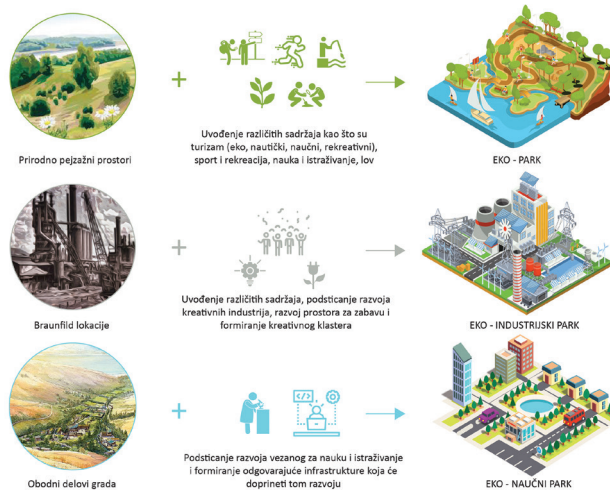 Prirodno pejzažni prostori
Uvođenje različitih sadržaja kao što su
turizam (eko, nautički, naučni, rekreativni),
sport i rekreacija, nauka i istraživanje, lov
EKO - PARK
Braunfild lokacije
Uvođenje različitih sadržaja, podsticanje razvoja
kreativnih industrija, razvoj prostora za zabavu i
formiranje kreativnog klastera
EKO - INDUSTRIJSKI PARK
Obodni delovi grada
</>
Podsticanje razvoja vezanog za nauku i istraživanje
i formiranje odgovarajuće infrastrukture koja će
doprineti tom razvoju
EKO - NAUČNI PARK